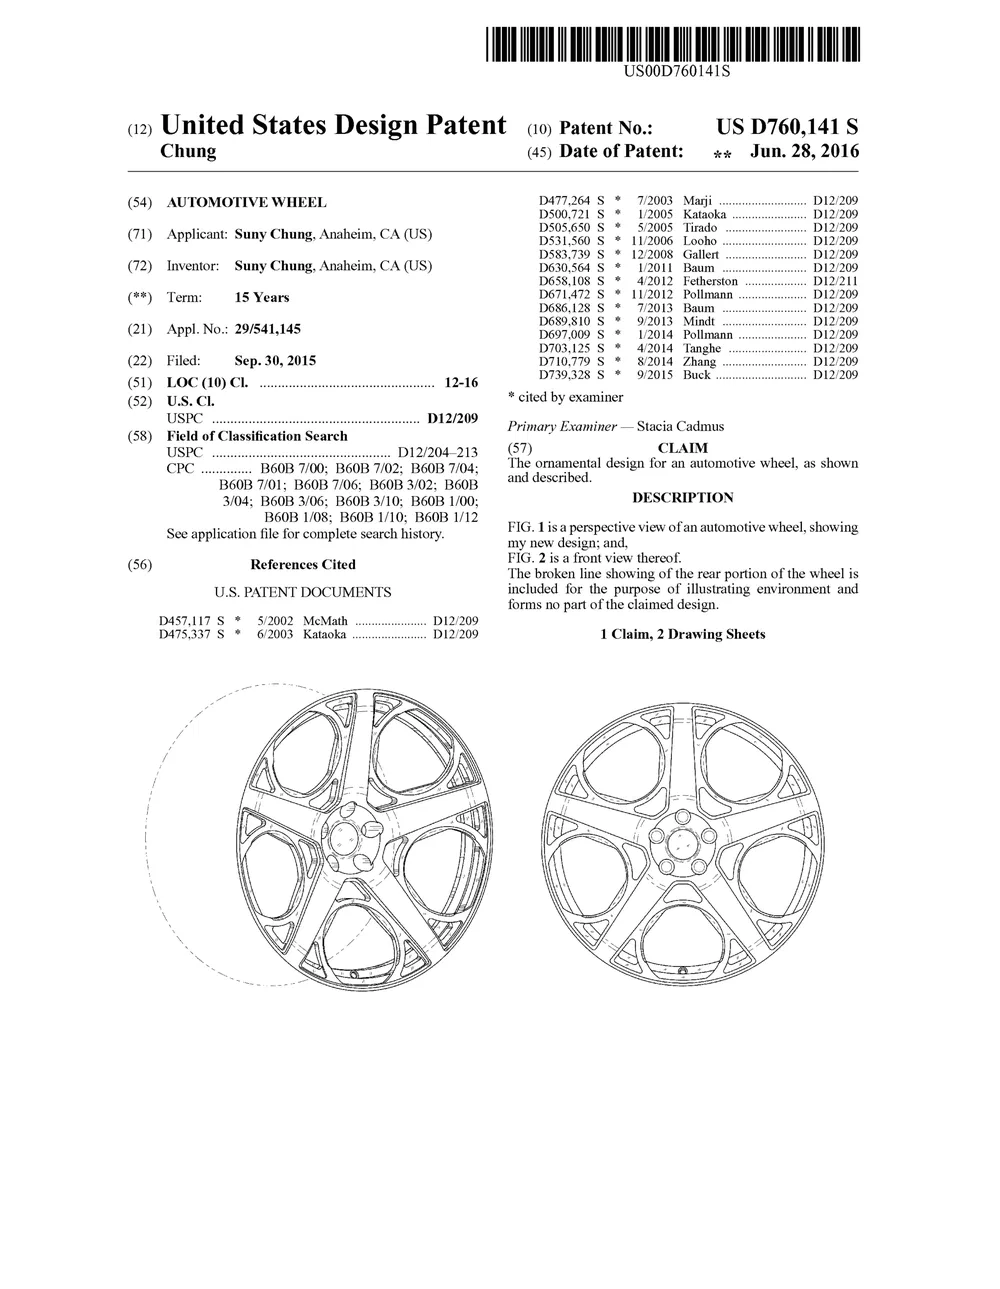 US00D760141S
(12) United States Design Patent
Chung
(10) Patent No.: US D760,141 S
(45) Date of Patent: ** Jun. 28, 2016
(54) AUTOMOTIVE WHEEL
(71) Applicant: Suny Chung, Anaheim, CA (US)
(72) Inventor: Suny Chung, Anaheim, CA (US)
(**) Term: 15 Years
(21) Appl. No.: 29/541,145
(22) Filed: Sep. 30, 2015
(51) LOC (10) Cl. ................................................ 12-16
(52) U.S. Cl.
USPC ......................................................... D12/209
(58) Field of Classification Search
USPC ................................................. D12/204–213
CPC .............. B60B 7/00; B60B 7/02; B60B 7/04;
B60B 7/01; B60B 7/06; B60B 3/02; B60B
3/04; B60B 3/06; B60B 3/10; B60B 1/00;
B60B 1/08; B60B 1/10; B60B 1/12
See application file for complete search history.
(56) References Cited
U.S. PATENT DOCUMENTS
D457,117 S * 5/2002 McMath ...................... D12/209
D475,337 S * 6/2003 Kataoka ....................... D12/209
D477,264 S * 7/2003 Marji ........................... D12/209
D500,721 S * 1/2005 Kataoka ....................... D12/209
D505,650 S * 5/2005 Tirado ......................... D12/209
D531,560 S * 11/2006 Looho .......................... D12/209
D583,739 S * 12/2008 Gallert ......................... D12/209
D630,564 S * 1/2011 Baum .......................... D12/209
D658,108 S * 4/2012 Fetherston ................... D12/211
D671,472 S * 11/2012 Pollmann ..................... D12/209
D686,128 S * 7/2013 Baum .......................... D12/209
D689,810 S * 9/2013 Mindt .......................... D12/209
D697,009 S * 1/2014 Pollmann ..................... D12/209
D703,125 S * 4/2014 Tanghe ........................ D12/209
D710,779 S * 8/2014 Zhang .......................... D12/209
D739,328 S * 9/2015 Buck ............................ D12/209
* cited by examiner
Primary Examiner — Stacia Cadmus
(57) CLAIM
The ornamental design for an automotive wheel, as shown
and described.
DESCRIPTION
FIG. 1 is a perspective view of an automotive wheel, showing
my new design; and,
FIG. 2 is a front view thereof.
The broken line showing of the rear portion of the wheel is
included for the purpose of illustrating environment and
forms no part of the claimed design.
1 Claim, 2 Drawing Sheets